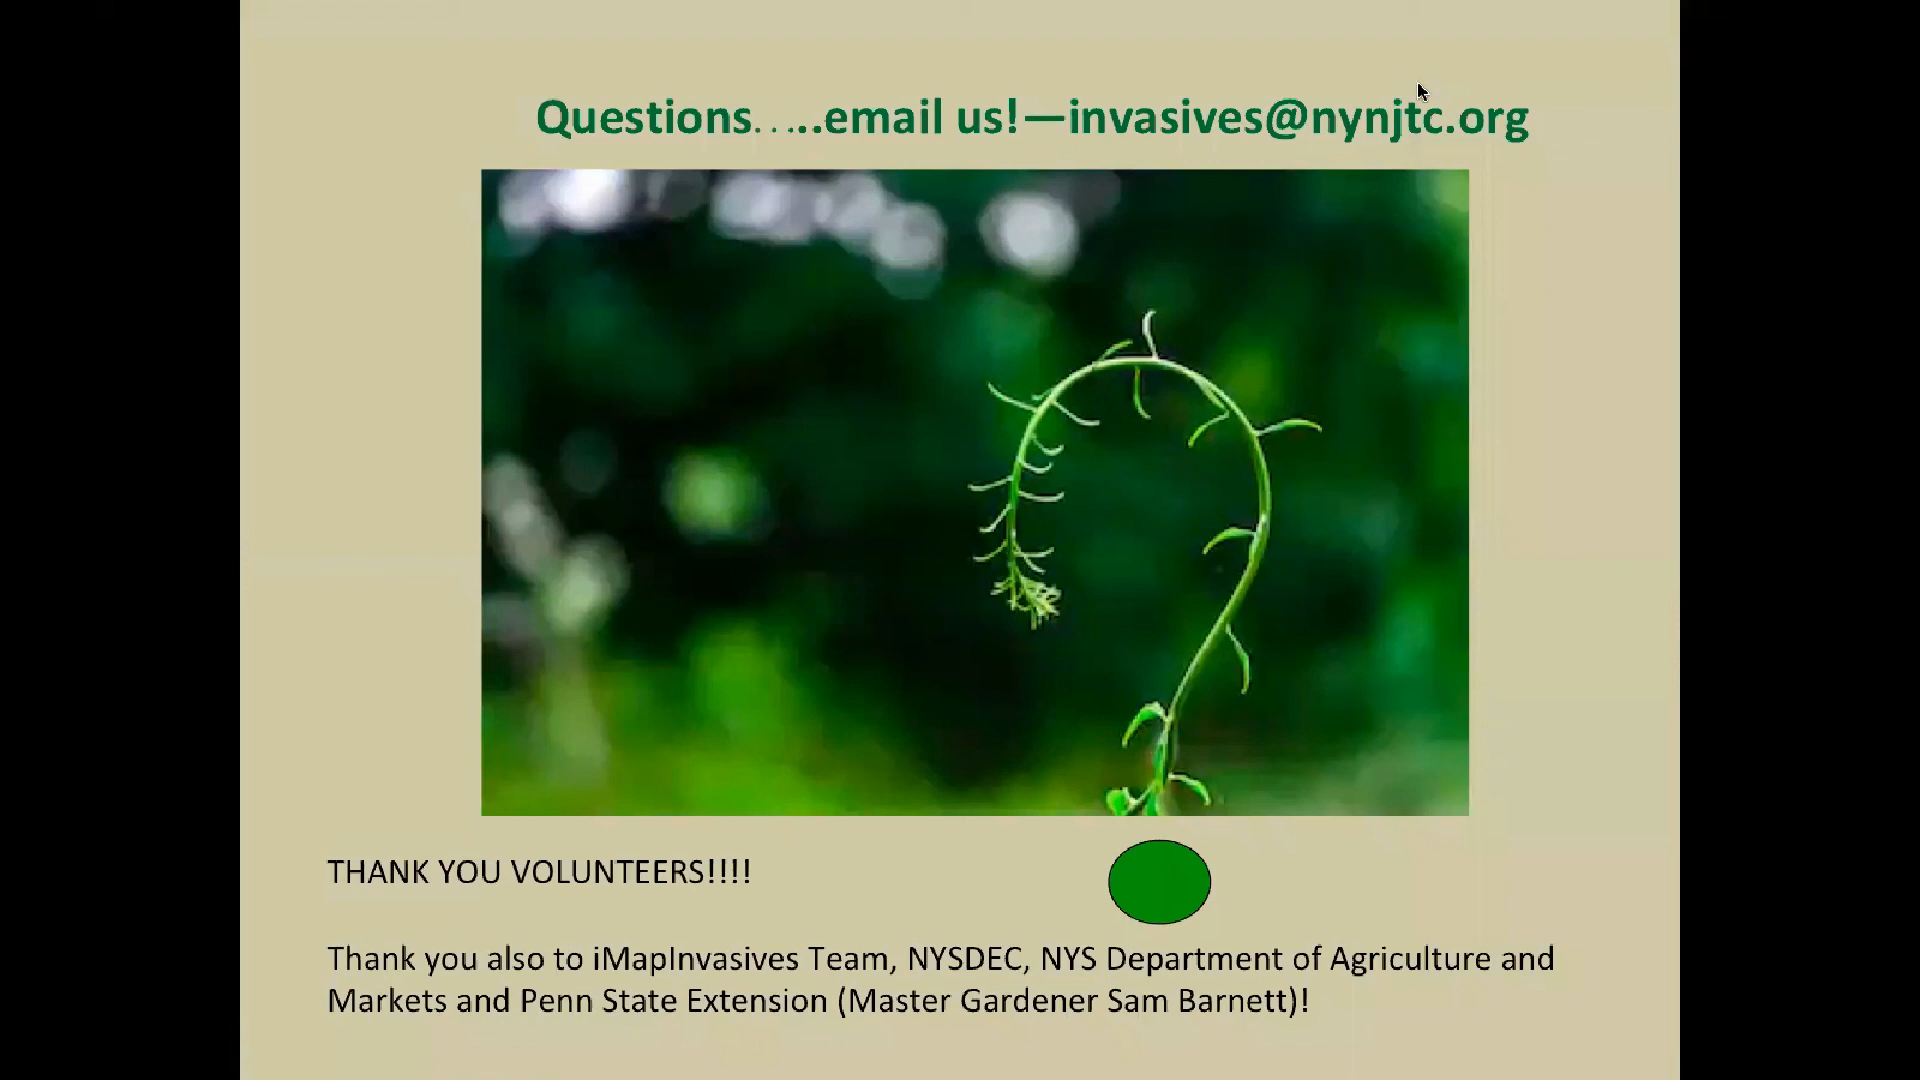 Questions.....email us!—invasives@nynjtc.org
THANK YOU VOLUNTEERS!!!!
Thank you also to iMapInvasives Team, NYSDEC, NYS Department of Agriculture and
Markets and Penn State Extension (Master Gardener Sam Barnett)!